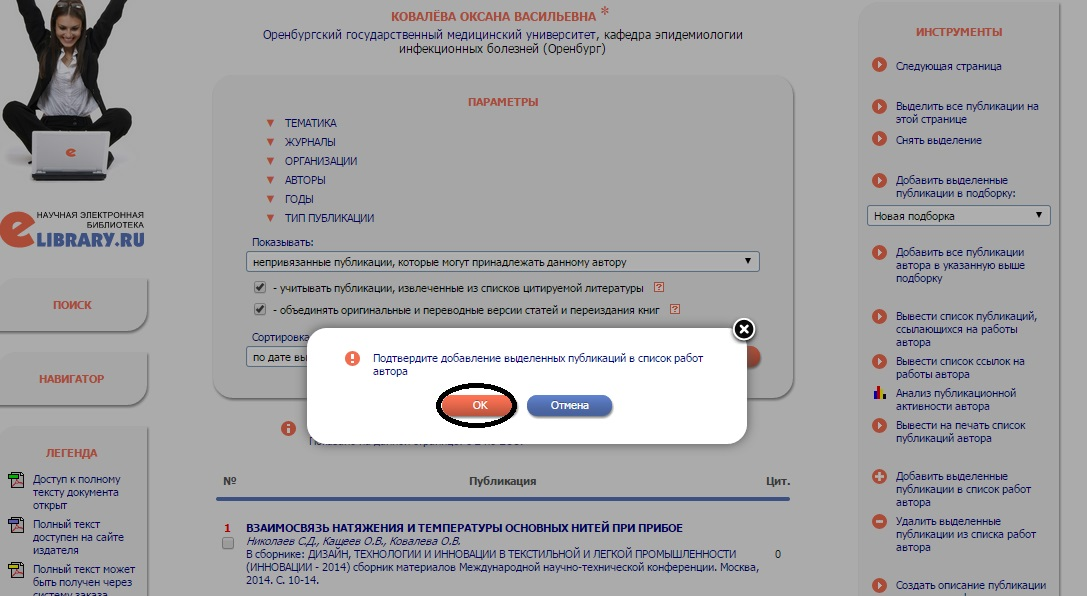 КОВАЛЁВА ОКСАНА ВАСИЛЬЕВНА *
Оренбургский государственный медицинский университет, кафедра эпидемиологии
инфекционных болезней (Оренбург)
НАУЧНАЯ ЭЛЕКТРОННАЯ
БИБЛИОТЕКА
eLIBRARY.RU
ПОИСК
НАВИГАТОР
ЛЕГЕНДА
Доступ к полному
тексту документа
открыт
Полный текст
доступен на сайте
издателя
Полный текст может
быть получен через
систему заказа
ПАРАМЕТРЫ
ТЕМАТИКА
ЖУРНАЛЫ
ОРГАНИЗАЦИИ
АВТОРЫ
ГОДЫ
ТИП ПУБЛИКАЦИИ
Показывать:
непривязанные публикации, которые могут принадлежать данному автору
- учитывать публикации, извлеченные из списков цитируемой литературы ?
- объединять оригинальные и переводные версии статей и переиздания книг ?
Сортировка
по дате вы
Подтвердите добавление выделенных публикаций в список работ
автора
OK
Отмена
№ Публикация Цит.
1 ВЗАИМОСВЯЗЬ НАТЯЖЕНИЯ И ТЕМПЕРАТУРЫ ОСНОВНЫХ НИТЕЙ ПРИ ПРИБОЕ
Николаев С.Д., Кащеев О.В., Ковалева О.В.
В сборнике: ДИЗАЙН, ТЕХНОЛОГИИ И ИННОВАЦИИ В ТЕКСТИЛЬНОЙ И ЛЕГКОЙ ПРОМЫШЛЕННОСТИ 0
(ИННОВАЦИИ - 2014) сборник материалов Международной научно-технической конференции. Москва,
2014. С. 10-14.
ИНСТРУМЕНТЫ
Следующая страница
Выделить все публикации на
этой странице
Снять выделение
Добавить выделенные
публикации в подборку:
Новая подборка
Добавить все публикации
автора в указанную выше
подборку
Вывести список публикаций,
ссылающихся на работы
автора
Вывести список ссылок на
работы автора
Анализ публикационной
активности автора
Вывести на печать список
публикаций автора
Добавить выделенные
публикации в список работ
автора
Удалить выделенные
публикации из списка работ
автора
Создать описание публикации